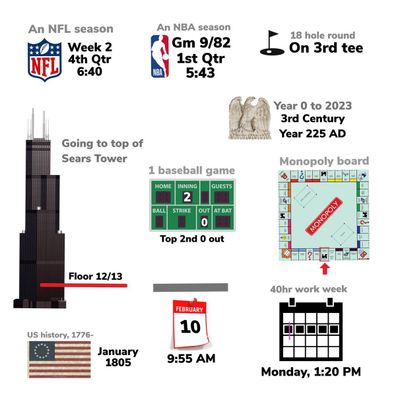 An NFL season
NFL
Week 2
4th Qtr
6:40
An NBA season
Gm 9/82
1st Qtr
5:43
18 hole round
On 3rd tee
Year 0 to 2023
3rd Century
Year 225 AD
Going to top of
Sears Tower
Floor 12/13
1 baseball game
HOME INNING GUESTS
2
BALL STRIKE OUT AT BAT
0
Top 2nd 0 out
Monopoly board
MONOPOLY
US history, 1776-
January
1805
FEBRUARY
10
9:55 AM
40hr work week
Monday, 1:20 PM